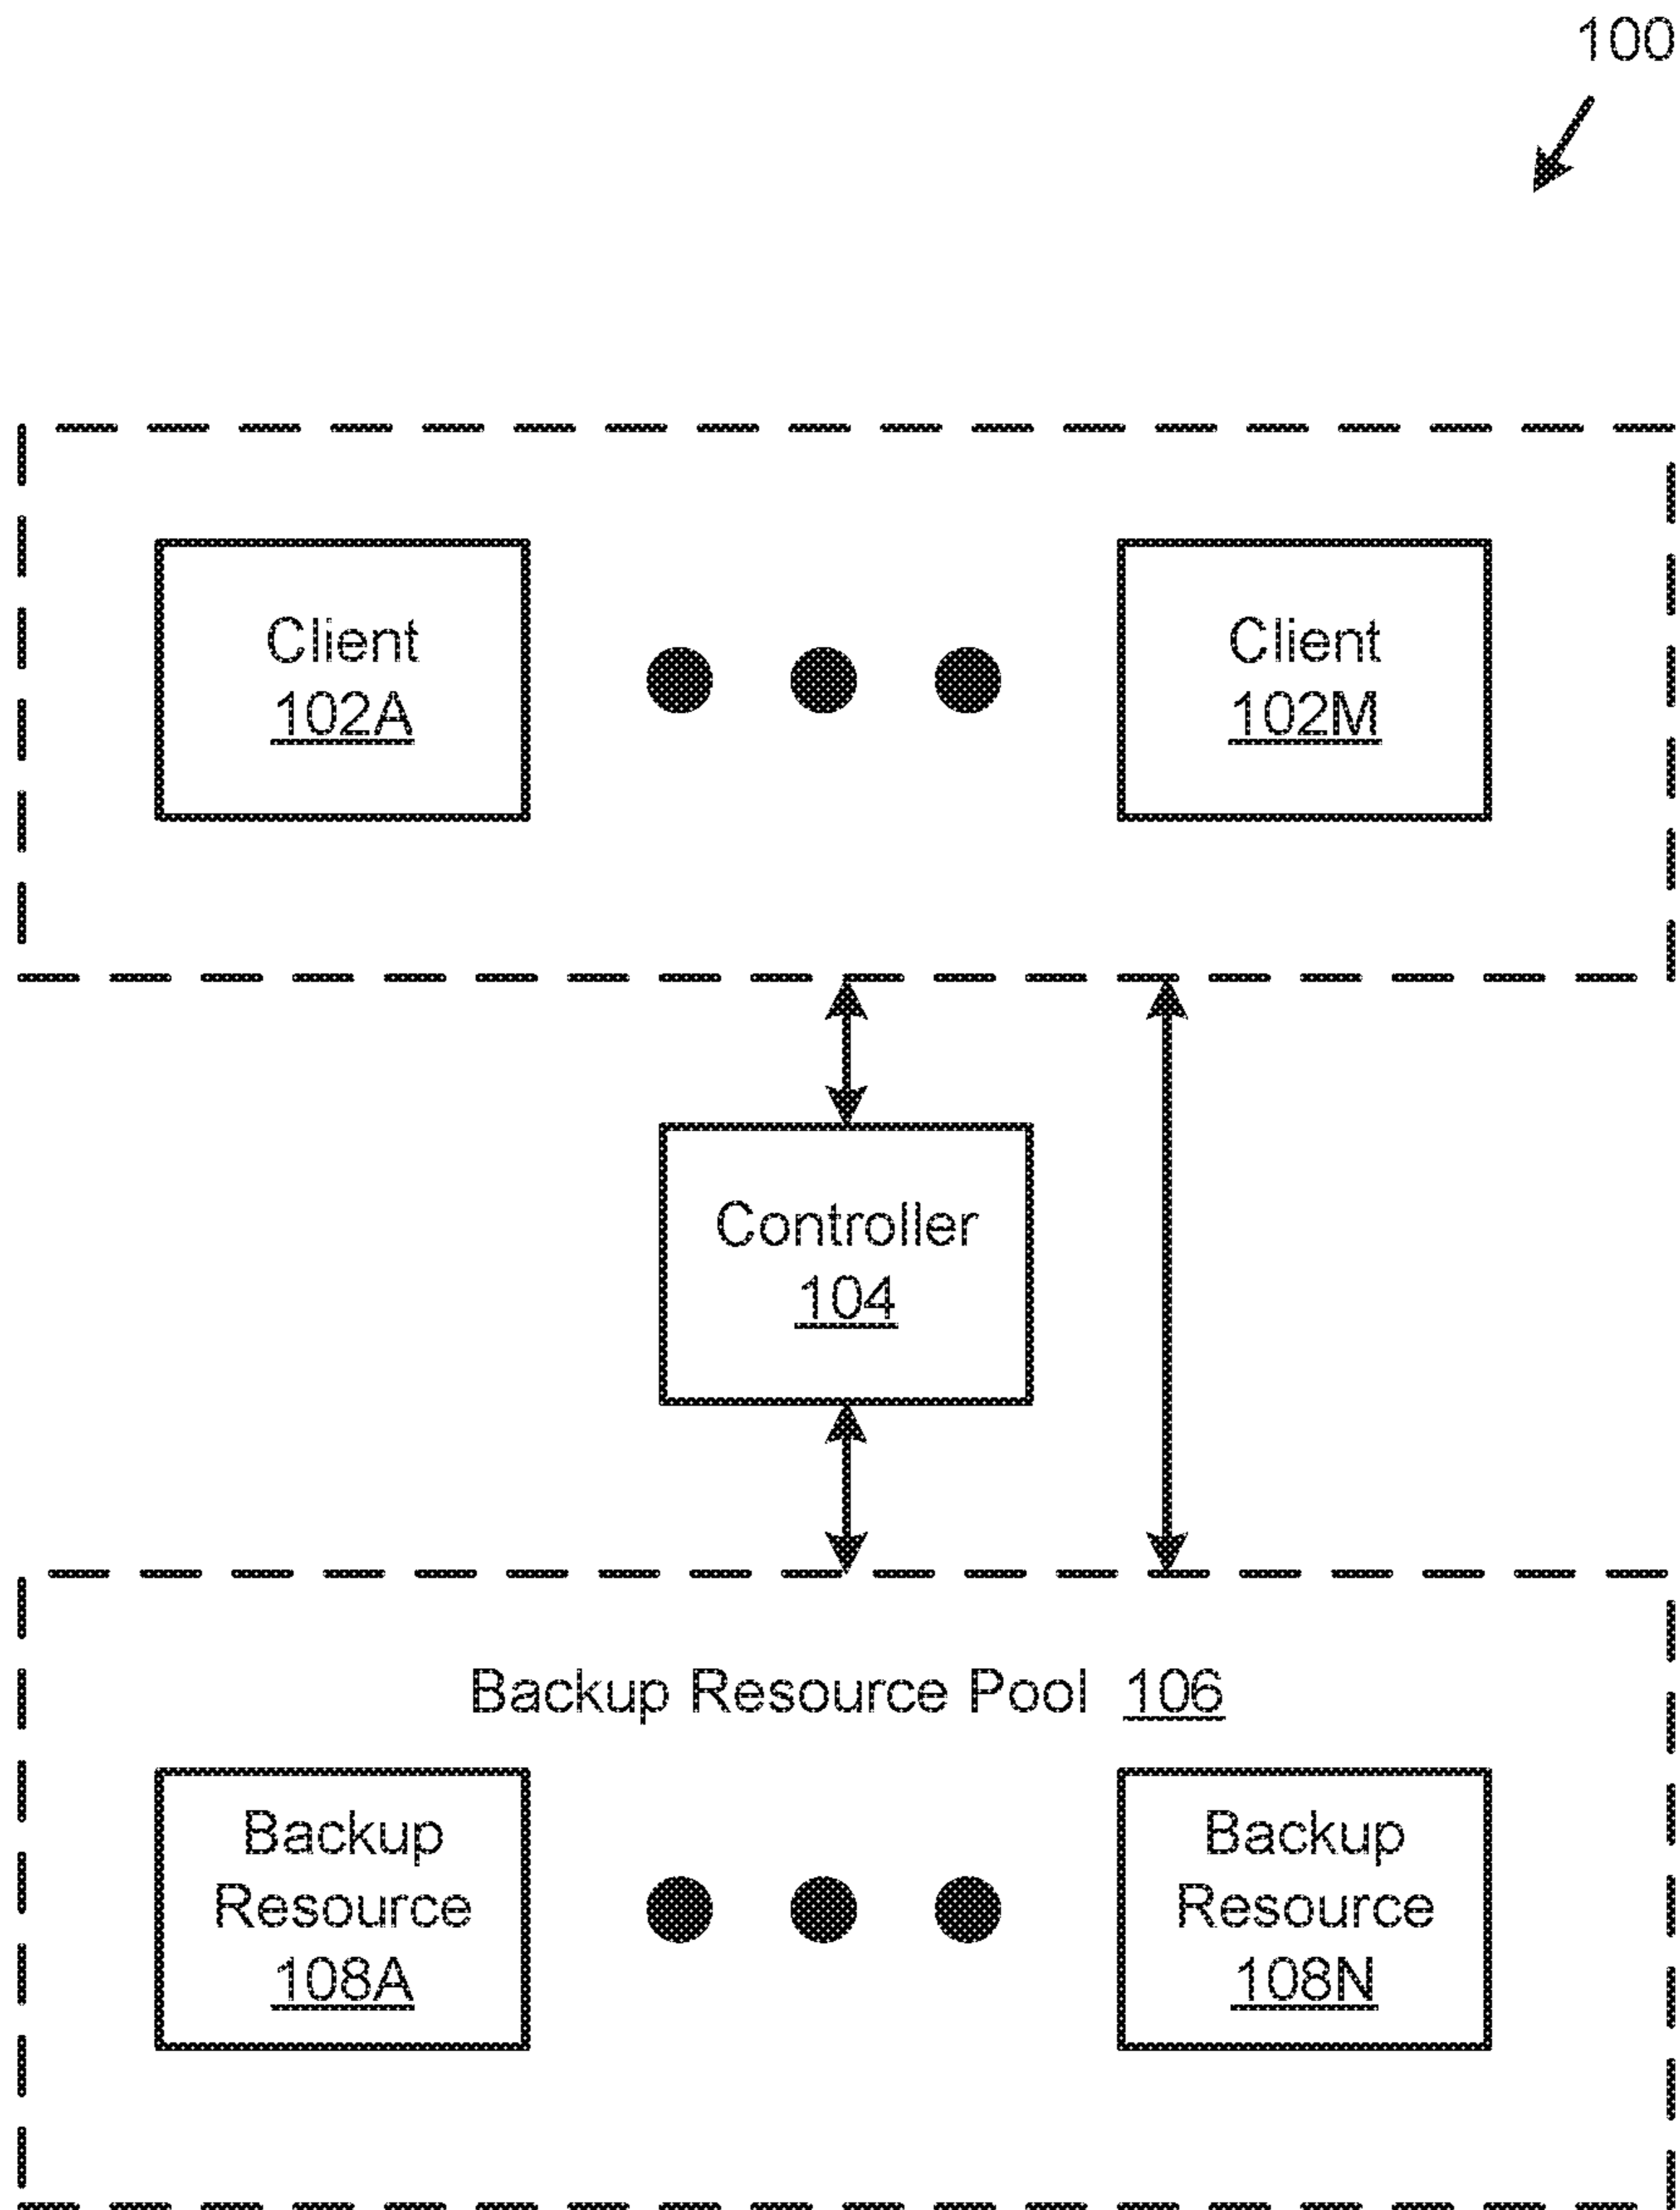 100
Client
102A
Client
102M
Controller
104
Backup Resource Pool 106
Backup
Resource
108A
Backup
Resource
108N